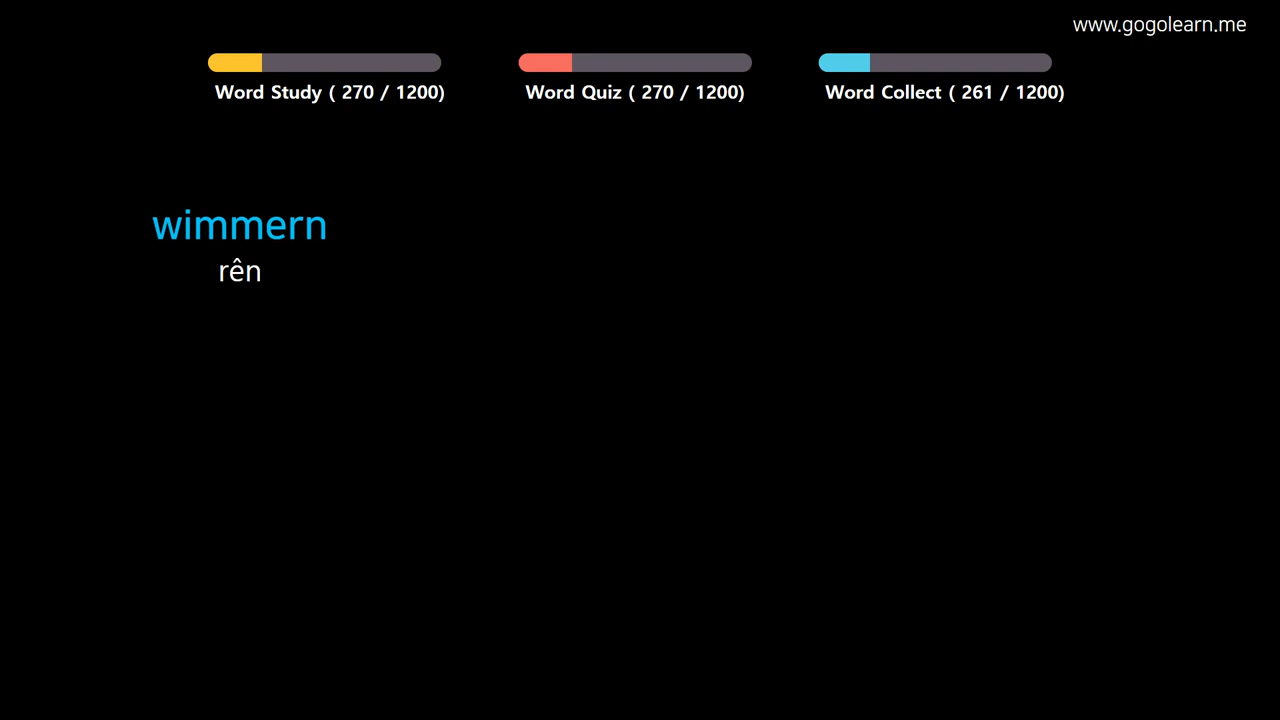 www.gogolearn.me
Word Study ( 270 / 1200)
Word Quiz ( 270 / 1200)
Word Collect ( 261 / 1200)
wimmern
rên